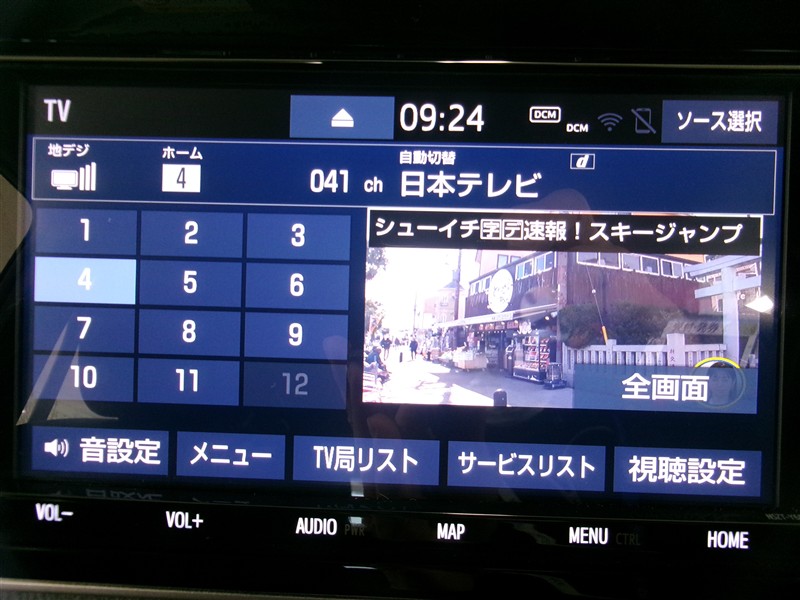 TV
09:24
DCM
DCM
ソース選択
地デジ
ホーム
4
041 ch
自動切替
日本テレビ
d
1 2 3
4 5 6
7 8 9
10 11 12
シューイチ🈑🈓速報！スキージャンプ
全画面
音設定
メニュー
TV局リスト
サービスリスト
視聴設定
VOL-
VOL+
AUDIO PWR
MAP
MENU CTRL
HOME